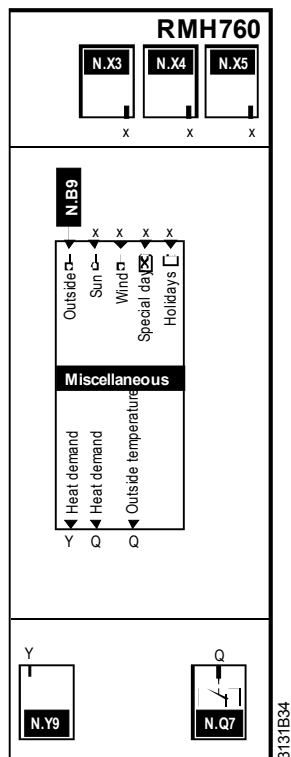 RMH760
N.X3 N.X4 N.X5
x x x
N.B9
x x x x
Outside
Sun
Wind
Special days
Holidays
Miscellaneous
Heat demand
Heat demand
Outside temperature
Y Q Q
Y Q
N.Y9 N.Q7
3131B34